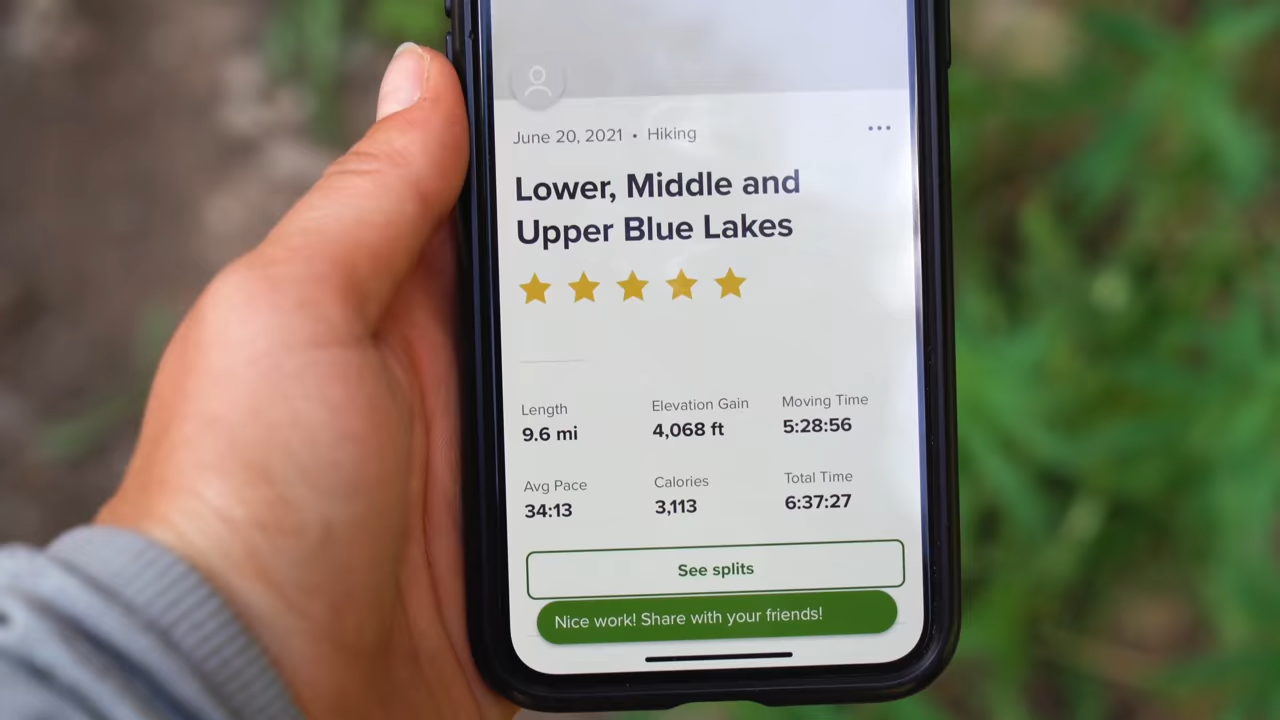 June 20, 2021 • Hiking
Lower, Middle and
Upper Blue Lakes
Length
9.6 mi
Elevation Gain
4,068 ft
Moving Time
5:28:56
Avg Pace
34:13
Calories
3,113
Total Time
6:37:27
See splits
Nice work! Share with your friends!